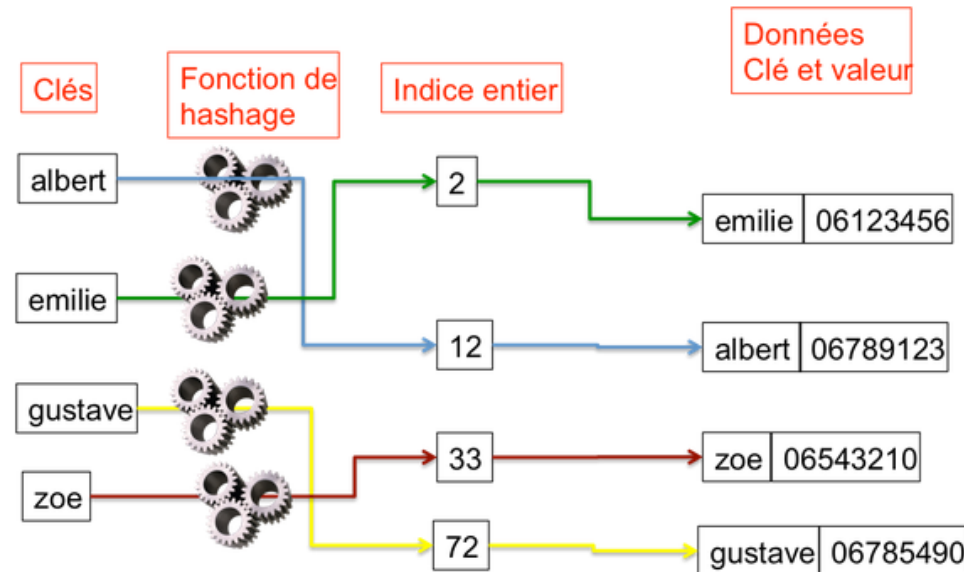 Clés
Fonction de
hashage
Indice entier
Données
Clé et valeur
albert
2
emilie 06123456
emilie
12
albert 06789123
gustave
33
zoe 06543210
zoe
72
gustave 06785490